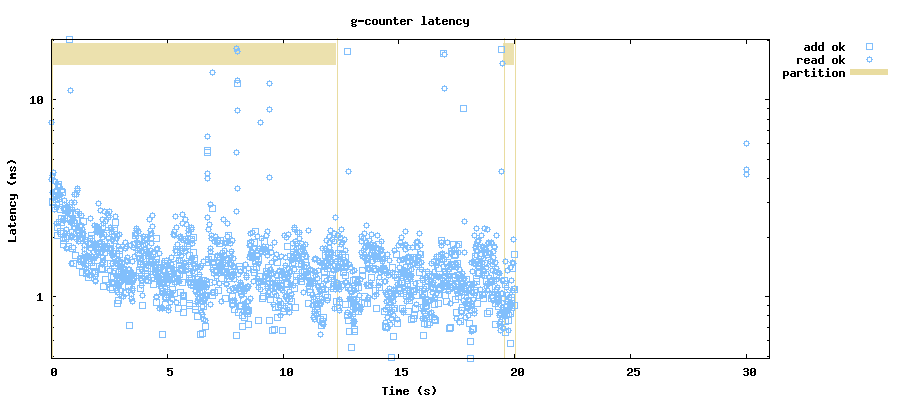 g-counter latency
add ok
read ok
partition
10
1
Latency (ms)
0 5 10 15 20 25 30
Time (s)